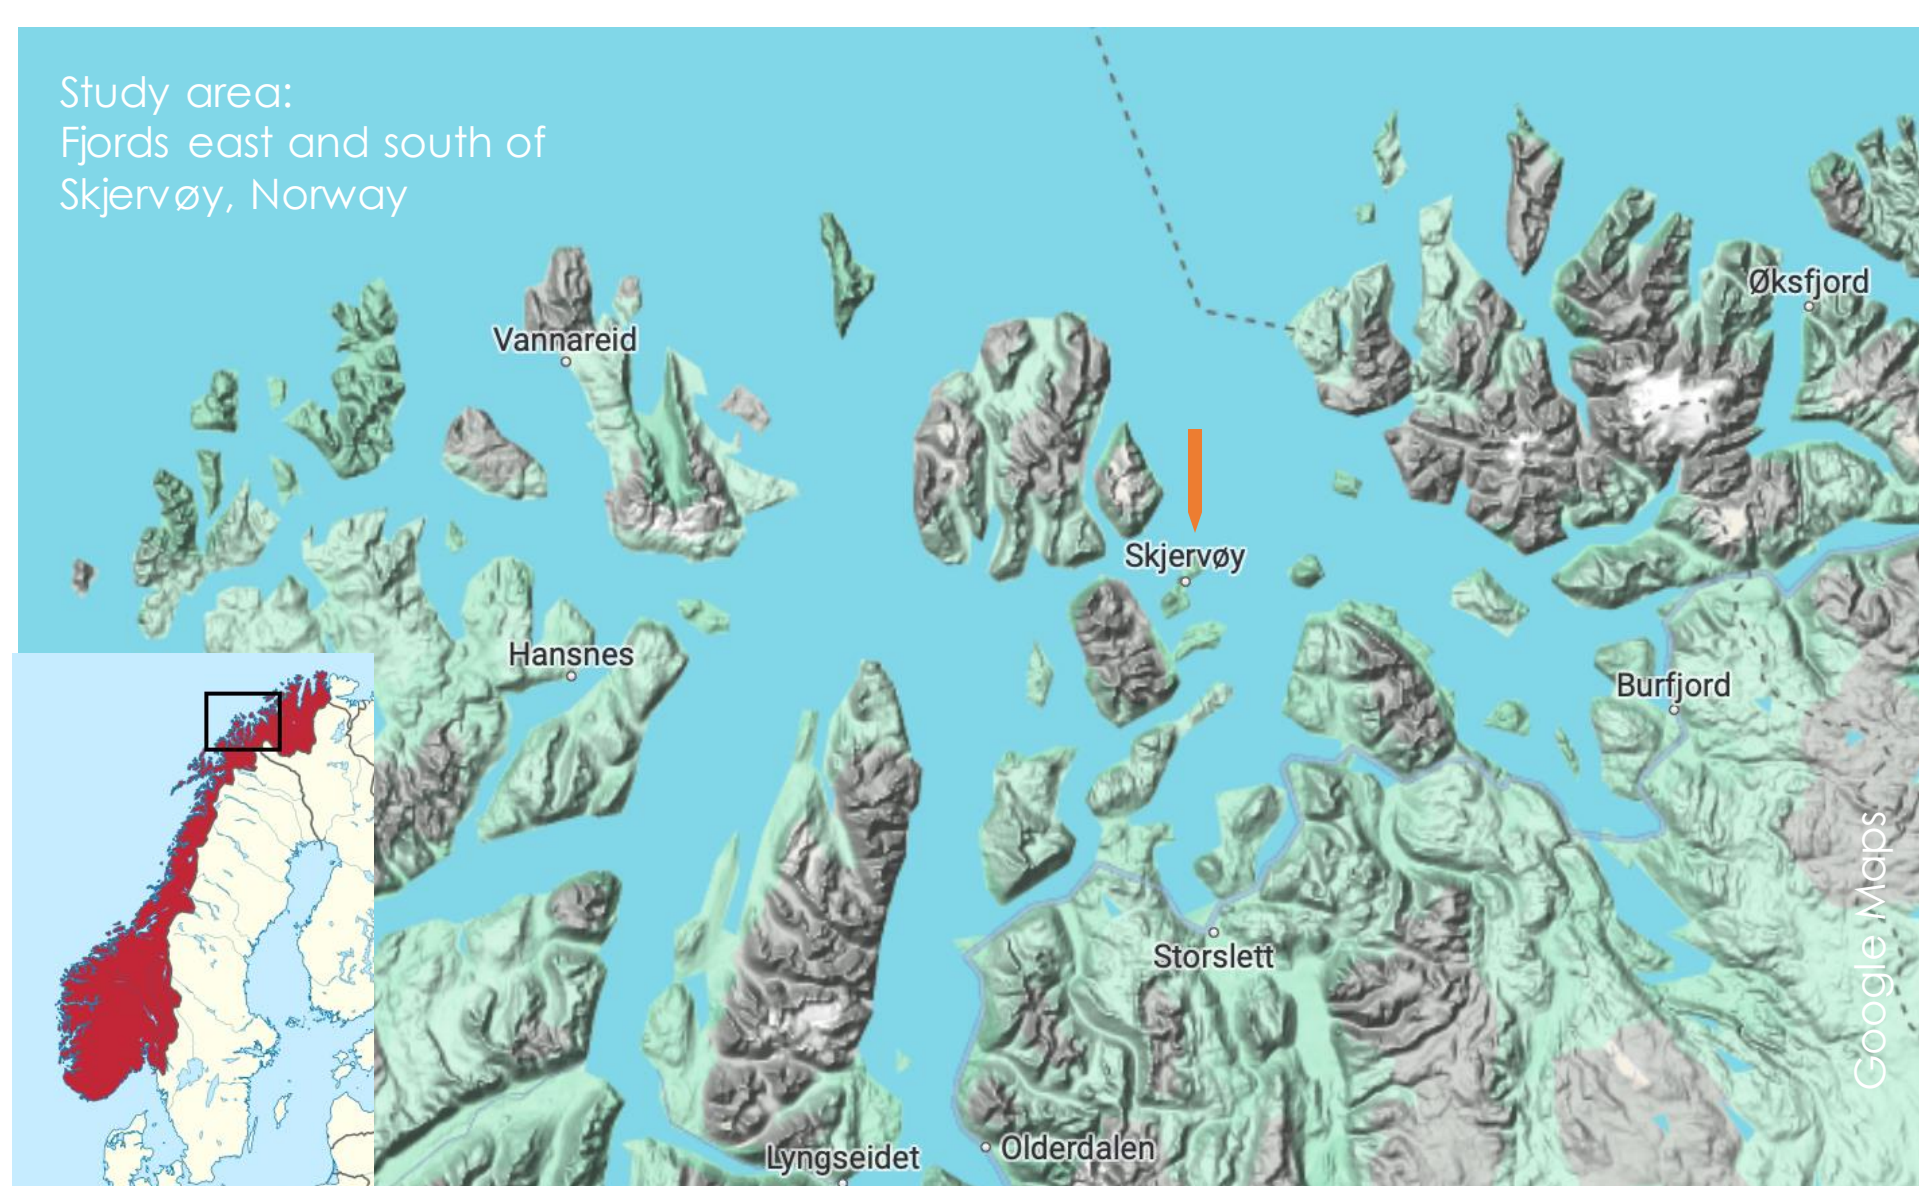 Study area:
Fjords east and south of
Skjervøy, Norway
Øksfjord
Vannareid
Skjervøy
Hansnes
Burfjord
Storslett
Olderdalen
Lyngseidet
Google Maps